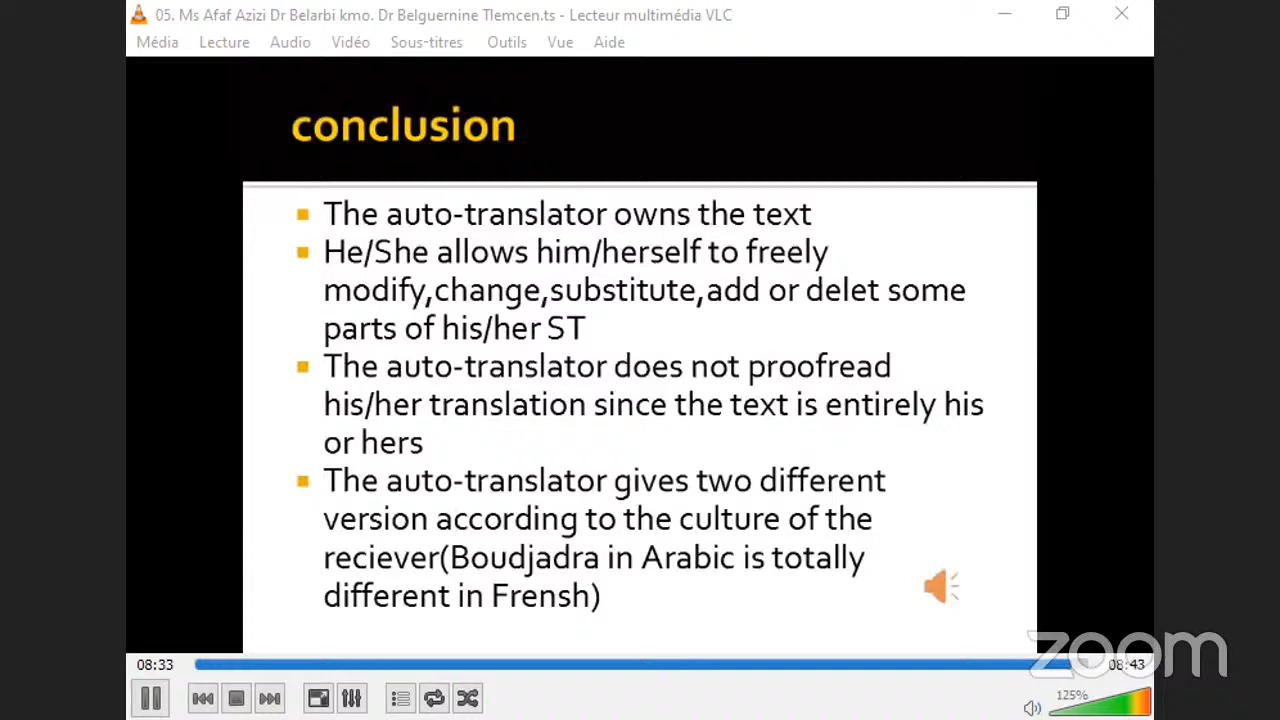 05. Ms Afaf Azizi Dr Belarbi kmo. Dr Belguernine Tlemcen.ts - Lecteur multimédia VLC
Média Lecture Audio Vidéo Sous-titres Outils Vue Aide
conclusion
The auto-translator owns the text
He/She allows him/herself to freely
modify,change,substitute,add or delet some
parts of his/her ST
The auto-translator does not proofread
his/her translation since the text is entirely his
or hers
The auto-translator gives two different
version according to the culture of the
reciever(Boudjadra in Arabic is totally
different in Frensh)
zoom
08:33 08:43
125%